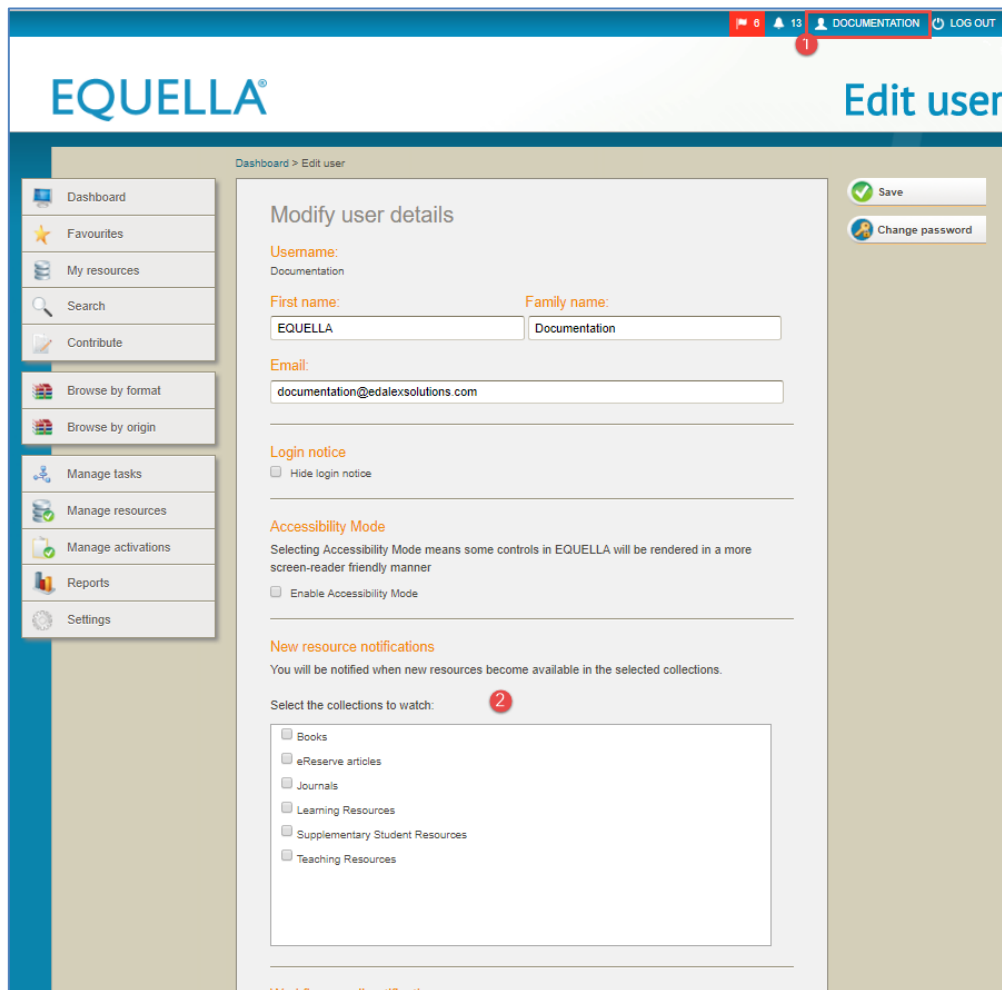 6 13 DOCUMENTATION LOG OUT
1
EQUELLA®
Edit user
Dashboard > Edit user
Dashboard
Favourites
My resources
Search
Contribute
Browse by format
Browse by origin
Manage tasks
Manage resources
Manage activations
Reports
Settings
Modify user details
Username:
Documentation
First name: Family name:
EQUELLA Documentation
Email:
documentation@edalexsolutions.com
Login notice
Hide login notice
Accessibility Mode
Selecting Accessibility Mode means some controls in EQUELLA will be rendered in a more
screen-reader friendly manner
Enable Accessibility Mode
New resource notifications
You will be notified when new resources become available in the selected collections.
Select the collections to watch: 2
Books
eReserve articles
Journals
Learning Resources
Supplementary Student Resources
Teaching Resources
Save
Change password